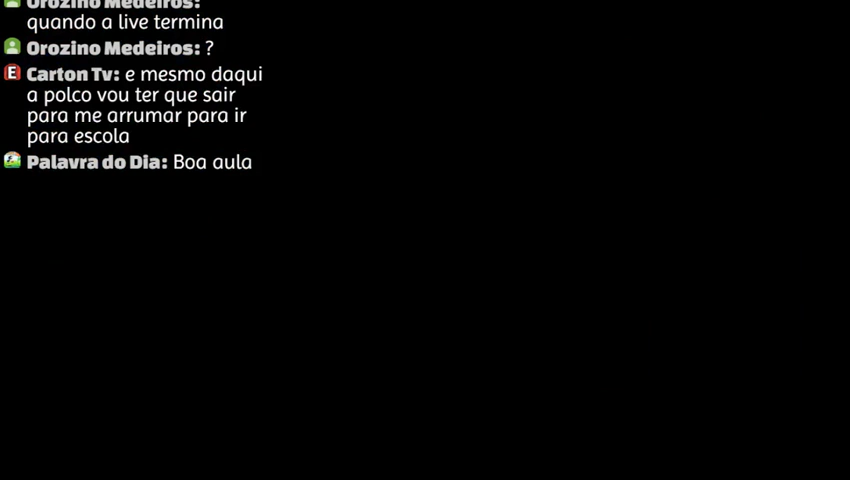 Orozino Medeiros:
quando a live termina
Orozino Medeiros: ?
Carton Tv: e mesmo daqui
a polco vou ter que sair
para me arrumar para ir
para escola
Palavra do Dia: Boa aula